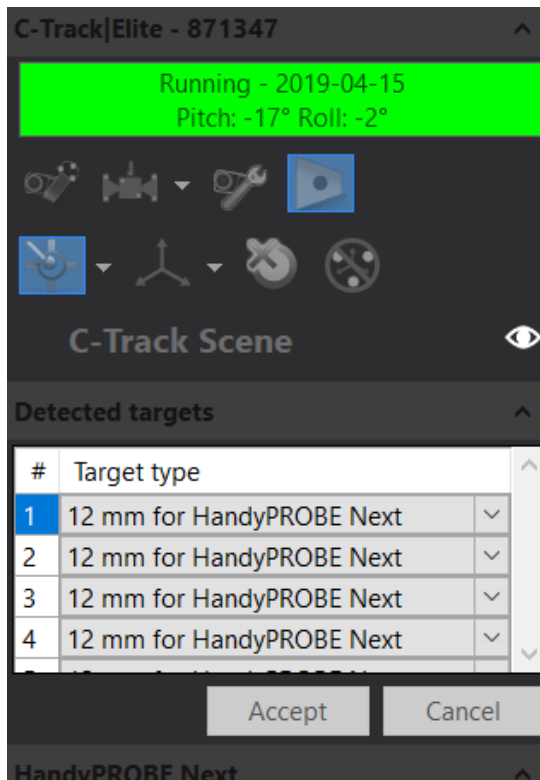 C-Track|Elite - 871347
Running - 2019-04-15
Pitch: -17° Roll: -2°
C-Track Scene
Detected targets
# Target type
1 12 mm for HandyPROBE Next
2 12 mm for HandyPROBE Next
3 12 mm for HandyPROBE Next
4 12 mm for HandyPROBE Next
Accept Cancel
HandyPROBE Next